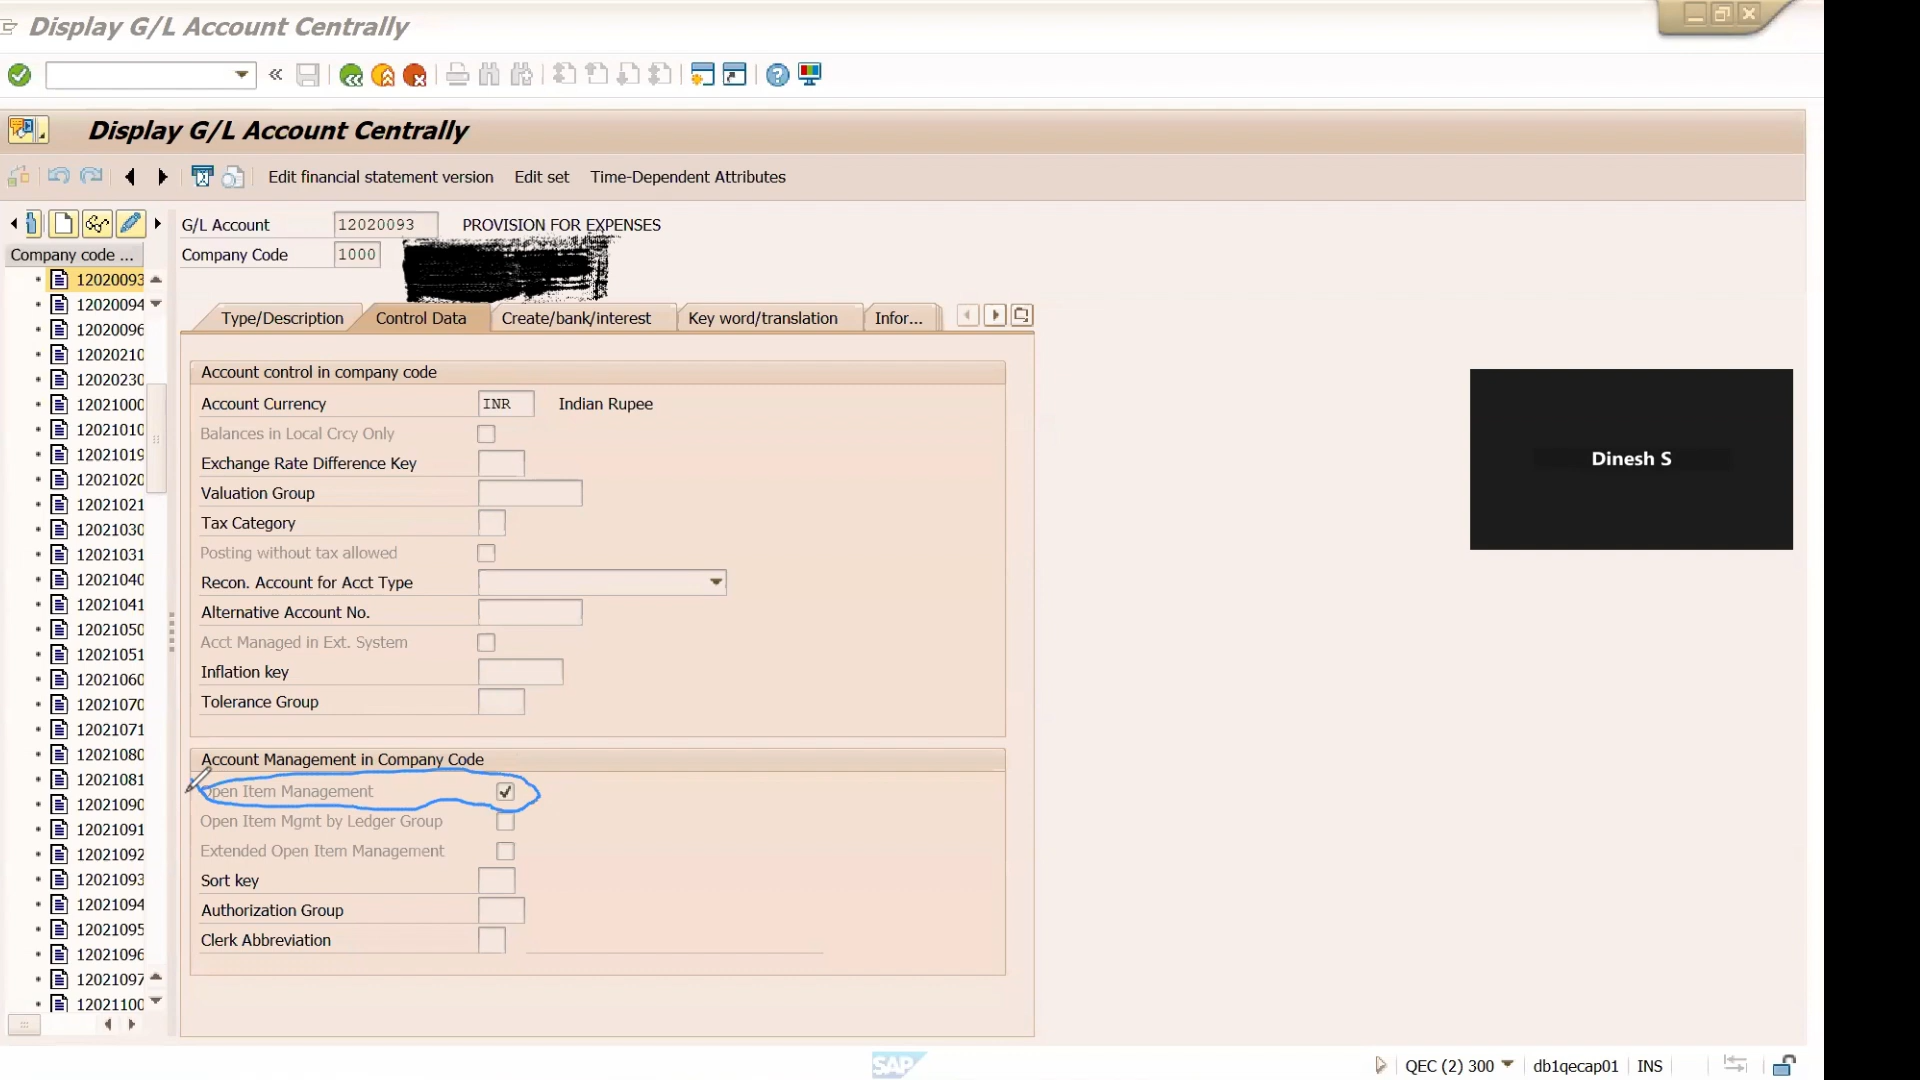 Display G/L Account Centrally
Display G/L Account Centrally
Edit financial statement version Edit set Time-Dependent Attributes
G/L Account 12020093 PROVISION FOR EXPENSES
Company code ...
Company Code 1000
12020093
12020094
12020096
12020210
12020230
12021000
12021010
12021019
12021020
12021021
12021030
12021031
12021040
12021041
12021050
12021051
12021060
12021070
12021071
12021080
12021081
12021090
12021091
12021092
12021093
12021094
12021095
12021096
12021097
12021100
Type/Description Control Data Create/bank/interest Key word/translation Infor...
Account control in company code
Account Currency INR Indian Rupee
Balances in Local Crcy Only
Exchange Rate Difference Key
Valuation Group
Tax Category
Posting without tax allowed
Recon. Account for Acct Type
Alternative Account No.
Acct Managed in Ext. System
Inflation key
Tolerance Group
Account Management in Company Code
Open Item Management
Open Item Mgmt by Ledger Group
Extended Open Item Management
Sort key
Authorization Group
Clerk Abbreviation
Dinesh S
SAP
QEC (2) 300 db1qecap01 INS